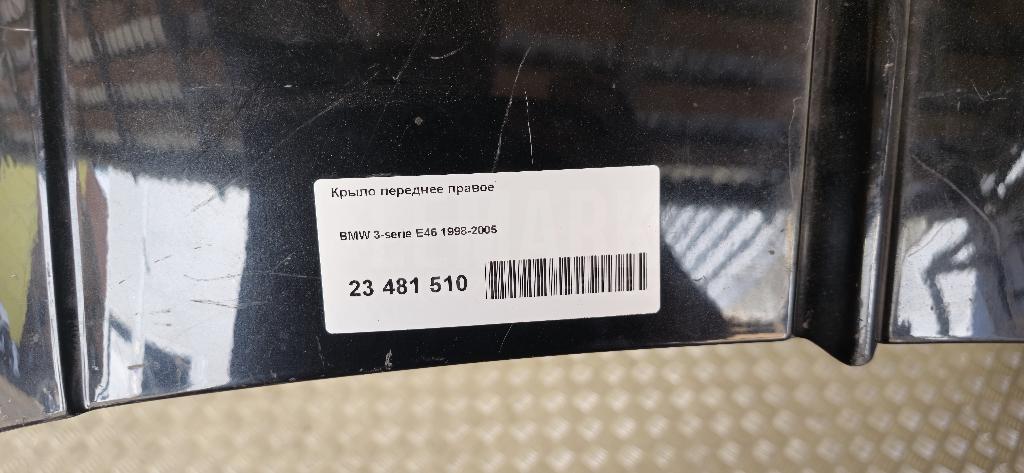 Крыло переднее правое
BMW 3-serie E46 1998-2005
23 481 510